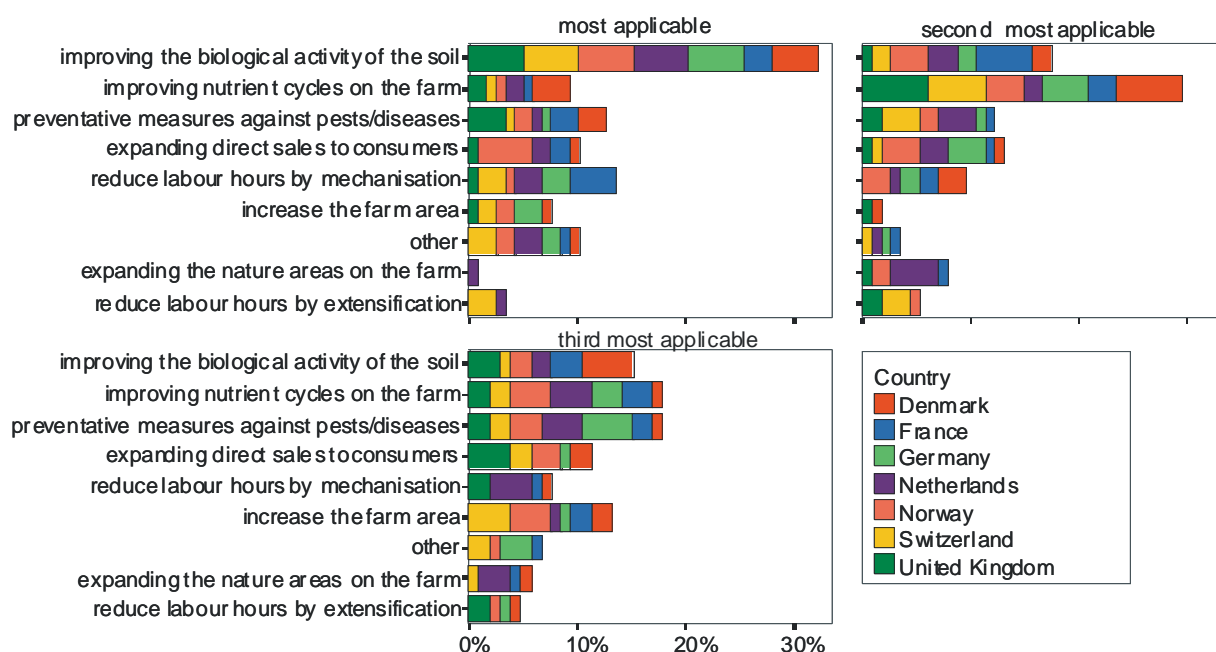 most applicable
second most applicable
improving the biological activity of the soil
improving nutrient cycles on the farm
preventative measures against pests/diseases
expanding direct sales to consumers
reduce labour hours by mechanisation
increase the farm area
other
expanding the nature areas on the farm
reduce labour hours by extensification
third most applicable
improving the biological activity of the soil
improving nutrient cycles on the farm
preventative measures against pests/diseases
expanding direct sales to consumers
reduce labour hours by mechanisation
increase the farm area
other
expanding the nature areas on the farm
reduce labour hours by extensification
0% 10% 20% 30%
Country
Denmark
France
Germany
Netherlands
Norway
Switzerland
United Kingdom